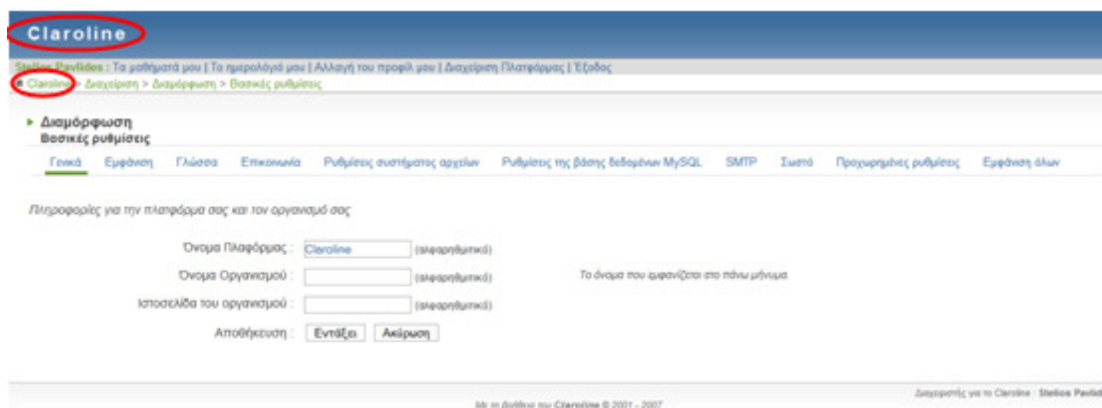 Claroline
Stelios Pavlides : Τα μαθήματά μου | Το ημερολόγιό μου | Αλλαγή του προφίλ μου | Διαχείριση Πλατφόρμας | Έξοδος
Claroline > Διαχείριση > Διαμόρφωση > Βασικές ρυθμίσεις
Διαμόρφωση
Βασικές ρυθμίσεις
Γενικά Εμφάνιση Γλώσσα Επικοινωνία Ρυθμίσεις συστήματος αρχείων Ρυθμίσεις της βάσης δεδομένων MySQL SMTP Σωστό Προχωρημένες ρυθμίσεις Εμφάνιση όλων
Πληροφορίες για την πλατφόρμα σας και τον οργανισμό σας
Όνομα Πλαφόρμας : Claroline (αλφαρηθμιτικό)
Όνομα Οργανισμού : (αλφαρηθμιτικό) Το όνομα που εμφανίζεται στο πάνω μήνυμα
Ιστοσελίδα του οργανισμού : (αλφαρηθμιτικό)
Αποθήκευση : Εντάξει Ακύρωση
Διαχειριστής για το Claroline : Stelios Pavlid
Με τη βοήθεια του Claroline © 2001 - 2007